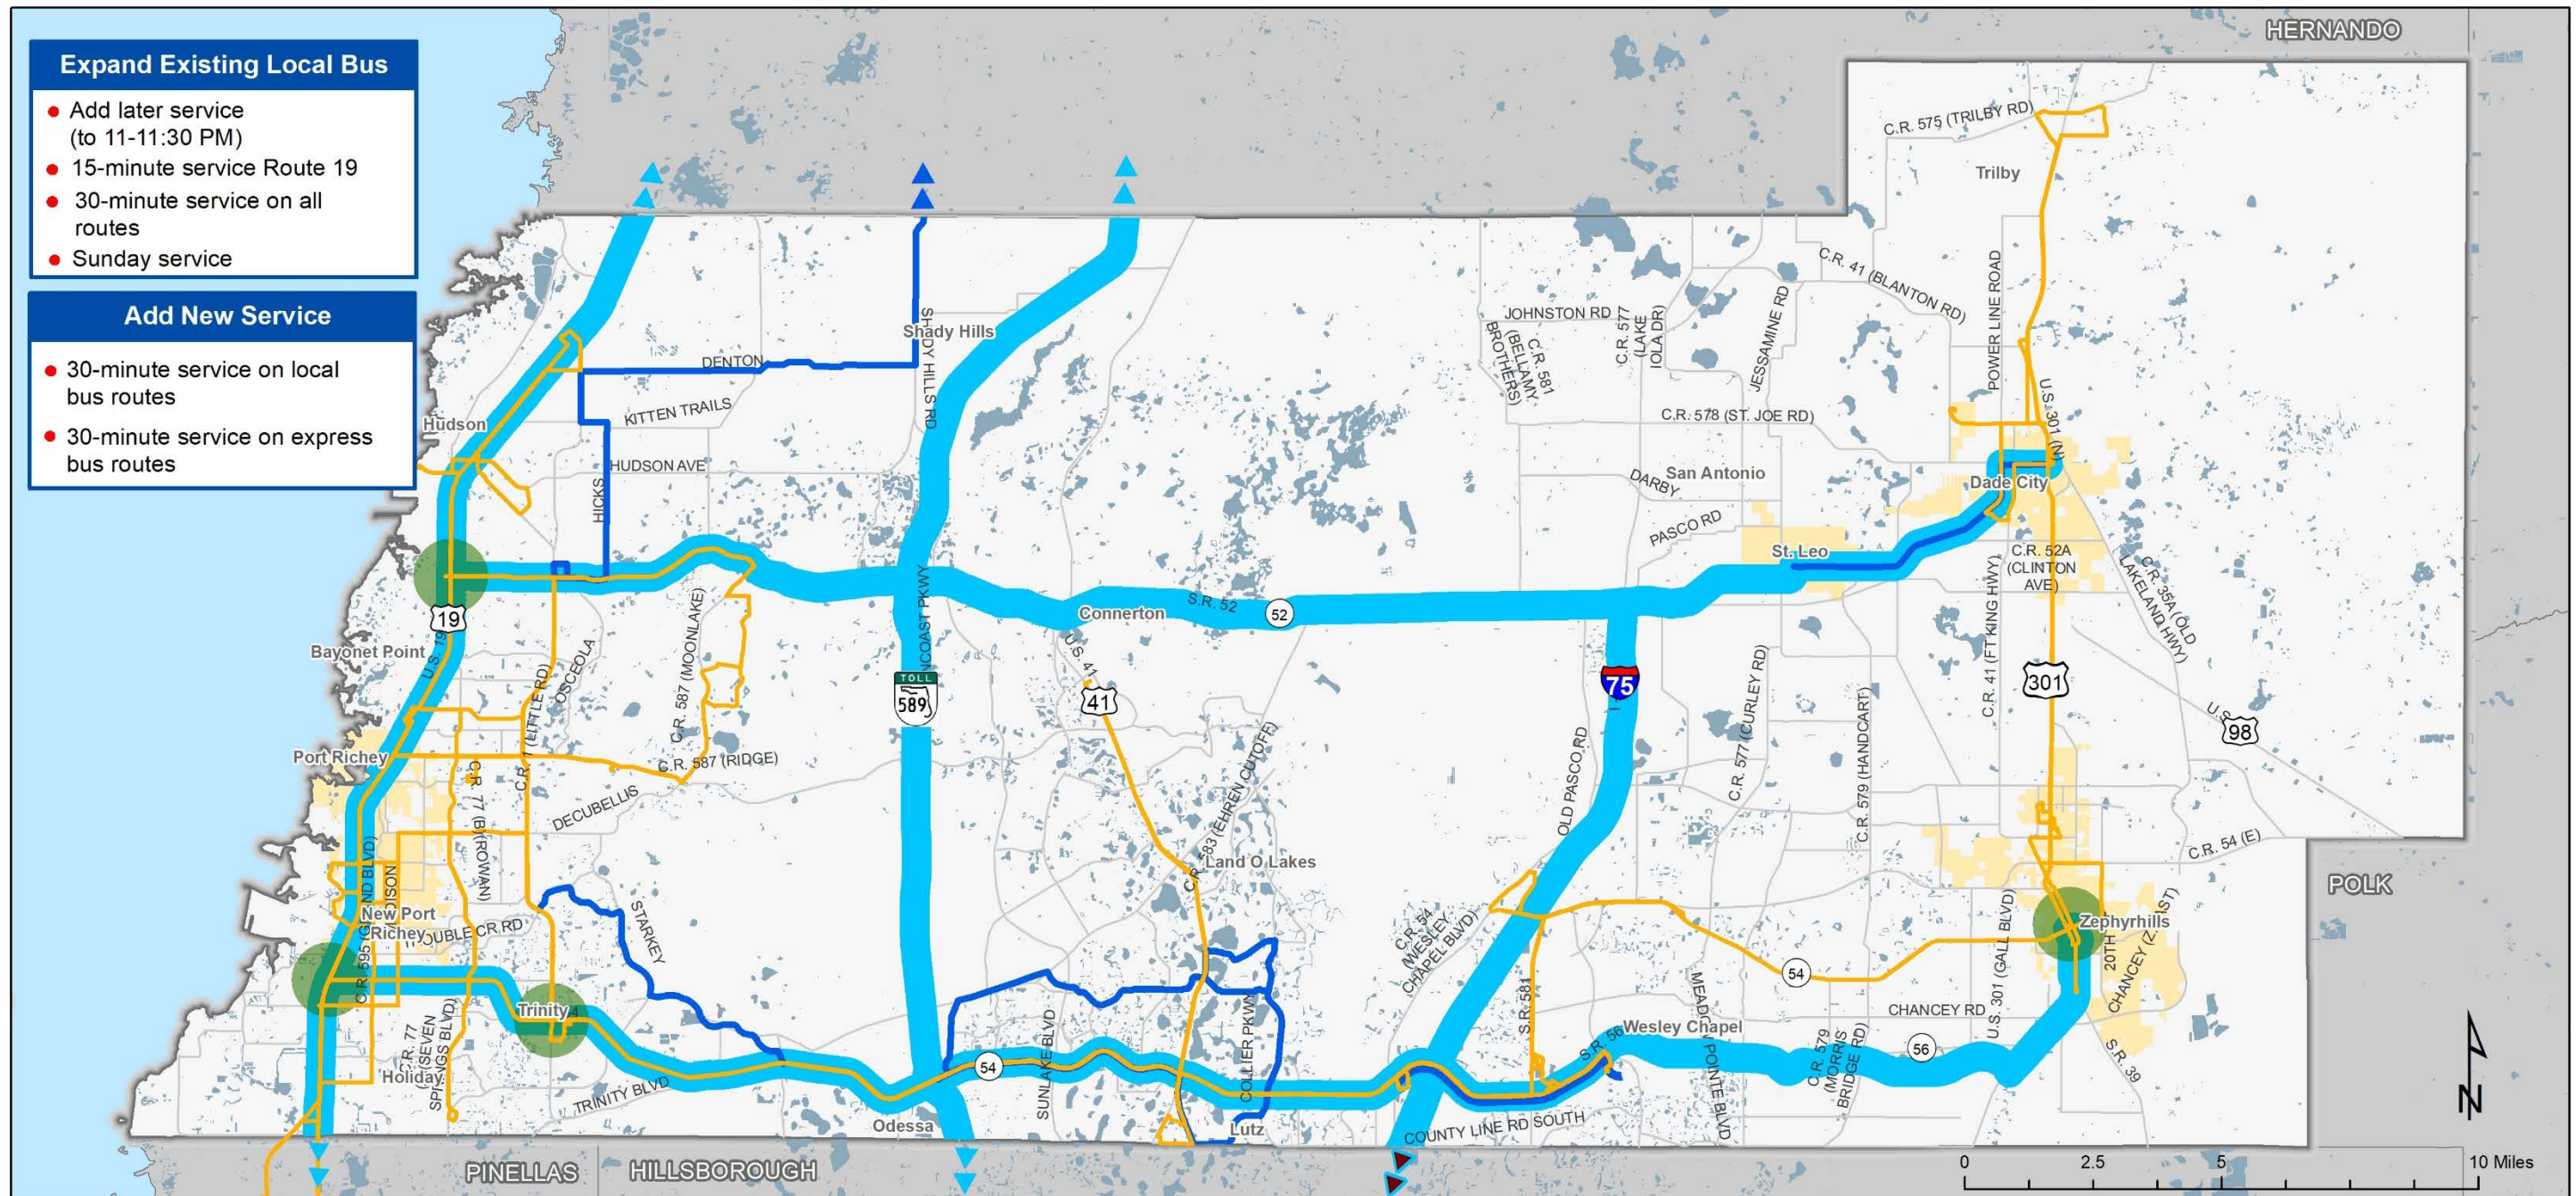 HERNANDO
Expand Existing Local Bus
Add later service
(to 11-11:30 PM)
15-minute service Route 19
30-minute service on all
routes
Sunday service
Add New Service
30-minute service on local
bus routes
30-minute service on express
bus routes
C.R. 575 (TRILBY RD)
Trilby
C.R. 41 (BLANTON RD)
POWER LINE ROAD
JOHNSTON RD
C.R. 577
(LAKE
IOLA DR)
C.R. 581
(BELLAMY
BROTHERS)
JESSAMINE RD
Shady Hills
SHADY HILLS RD
DENTON
KITTEN TRAILS
Hudson
HUDSON AVE
HICKS
C.R. 578 (ST. JOE RD)
U.S. 301 (N)
San Antonio
DARBY
PASCO RD
Dade City
St. Leo
C.R. 52A
(CLINTON
AVE)
C.R. 35A (OLD
LAKELAND HWY)
19
U.S. 19
Bayonet Point
Connerton
S.R. 52
52
U.S. 41
41
TOLL
589
75
C.R. 41 (FT KING HWY)
301
98
OSCEOLA
C.R. 1 (LITTLE RD)
C.R. 587 (MOONLAKE)
C.R. 587 (RIDGE)
DECUBELLIS
Port Richey
C.R. 77 (B)(ROWAN)
OLD PASCO RD
C.R. 577 (CURLEY RD)
C.R. 579 (HANDCART)
C.R. 583 (EHREN CUTOFF)
Land O Lakes
C.R. 54 (E)
POLK
New Port
Richey
STARKEY
C.R. 54
(WESLEY
CHAPEL BLVD)
Zephyrhills
20TH
U.S. 301 (GALL BLVD)
54
CHANCEY RD
S.R. 581
S.R. 56
Wesley Chapel
MEADOW POINTE BLVD
C.R. 579
(MORRIS
BRIDGE RD)
56
S.R. 39
Trinity
Holiday
C.R. 77
(SEVEN
SPRINGS BLVD)
TRINITY BLVD
54
SUNLAKE BLVD
COLLIER PKWY
Odessa
Lutz
COUNTY LINE RD SOUTH
PINELLAS
HILLSBOROUGH
N
0 2.5 5 10 Miles